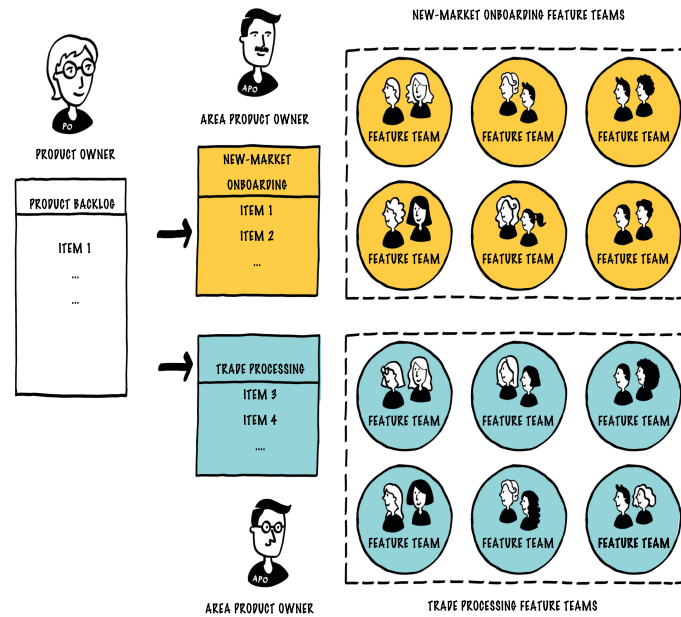 NEW-MARKET ONBOARDING FEATURE TEAMS
PO
PRODUCT OWNER
APO
AREA PRODUCT OWNER
PRODUCT BACKLOG
ITEM 1
...
...
NEW-MARKET
ONBOARDING
ITEM 1
ITEM 2
...
FEATURE TEAM
FEATURE TEAM
FEATURE TEAM
FEATURE TEAM
FEATURE TEAM
FEATURE TEAM
TRADE PROCESSING
ITEM 3
ITEM 4
....
APO
AREA PRODUCT OWNER
FEATURE TEAM
FEATURE TEAM
FEATURE TEAM
FEATURE TEAM
FEATURE TEAM
FEATURE TEAM
TRADE PROCESSING FEATURE TEAMS